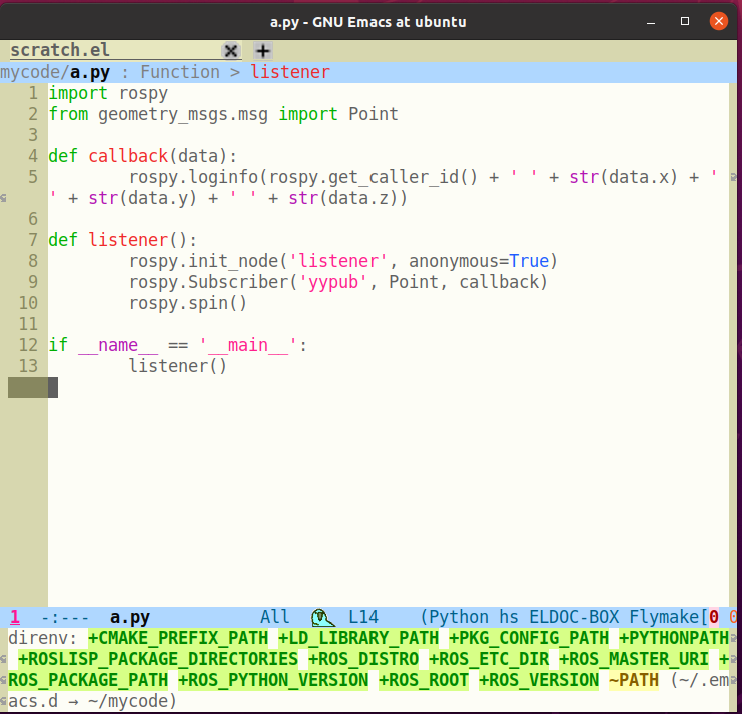 a.py - GNU Emacs at ubuntu
scratch.el
mycode/a.py : Function > listener
1 import rospy
2 from geometry_msgs.msg import Point
3
4 def callback(data):
5 rospy.loginfo(rospy.get_caller_id() + ' ' + str(data.x) + '
' + str(data.y) + ' ' + str(data.z))
6
7 def listener():
8 rospy.init_node('listener', anonymous=True)
9 rospy.Subscriber('yypub', Point, callback)
10 rospy.spin()
11
12 if __name__ == '__main__':
13 listener()
1 -:--- a.py All L14 (Python hs ELDOC-BOX Flymake[0 0
direnv: +CMAKE_PREFIX_PATH +LD_LIBRARY_PATH +PKG_CONFIG_PATH +PYTHONPATH
+ROSLISP_PACKAGE_DIRECTORIES +ROS_DISTRO +ROS_ETC_DIR +ROS_MASTER_URI +
ROS_PACKAGE_PATH +ROS_PYTHON_VERSION +ROS_ROOT +ROS_VERSION ~PATH (~/.em
acs.d → ~/mycode)